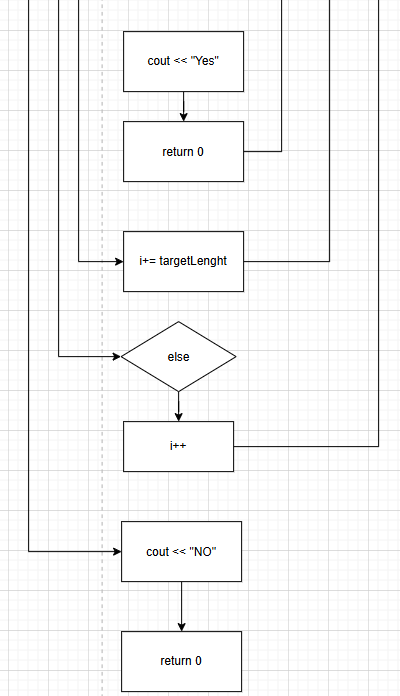 cout << "Yes"
return 0
i+= targetLenght
else
i++
cout << "NO"
return 0